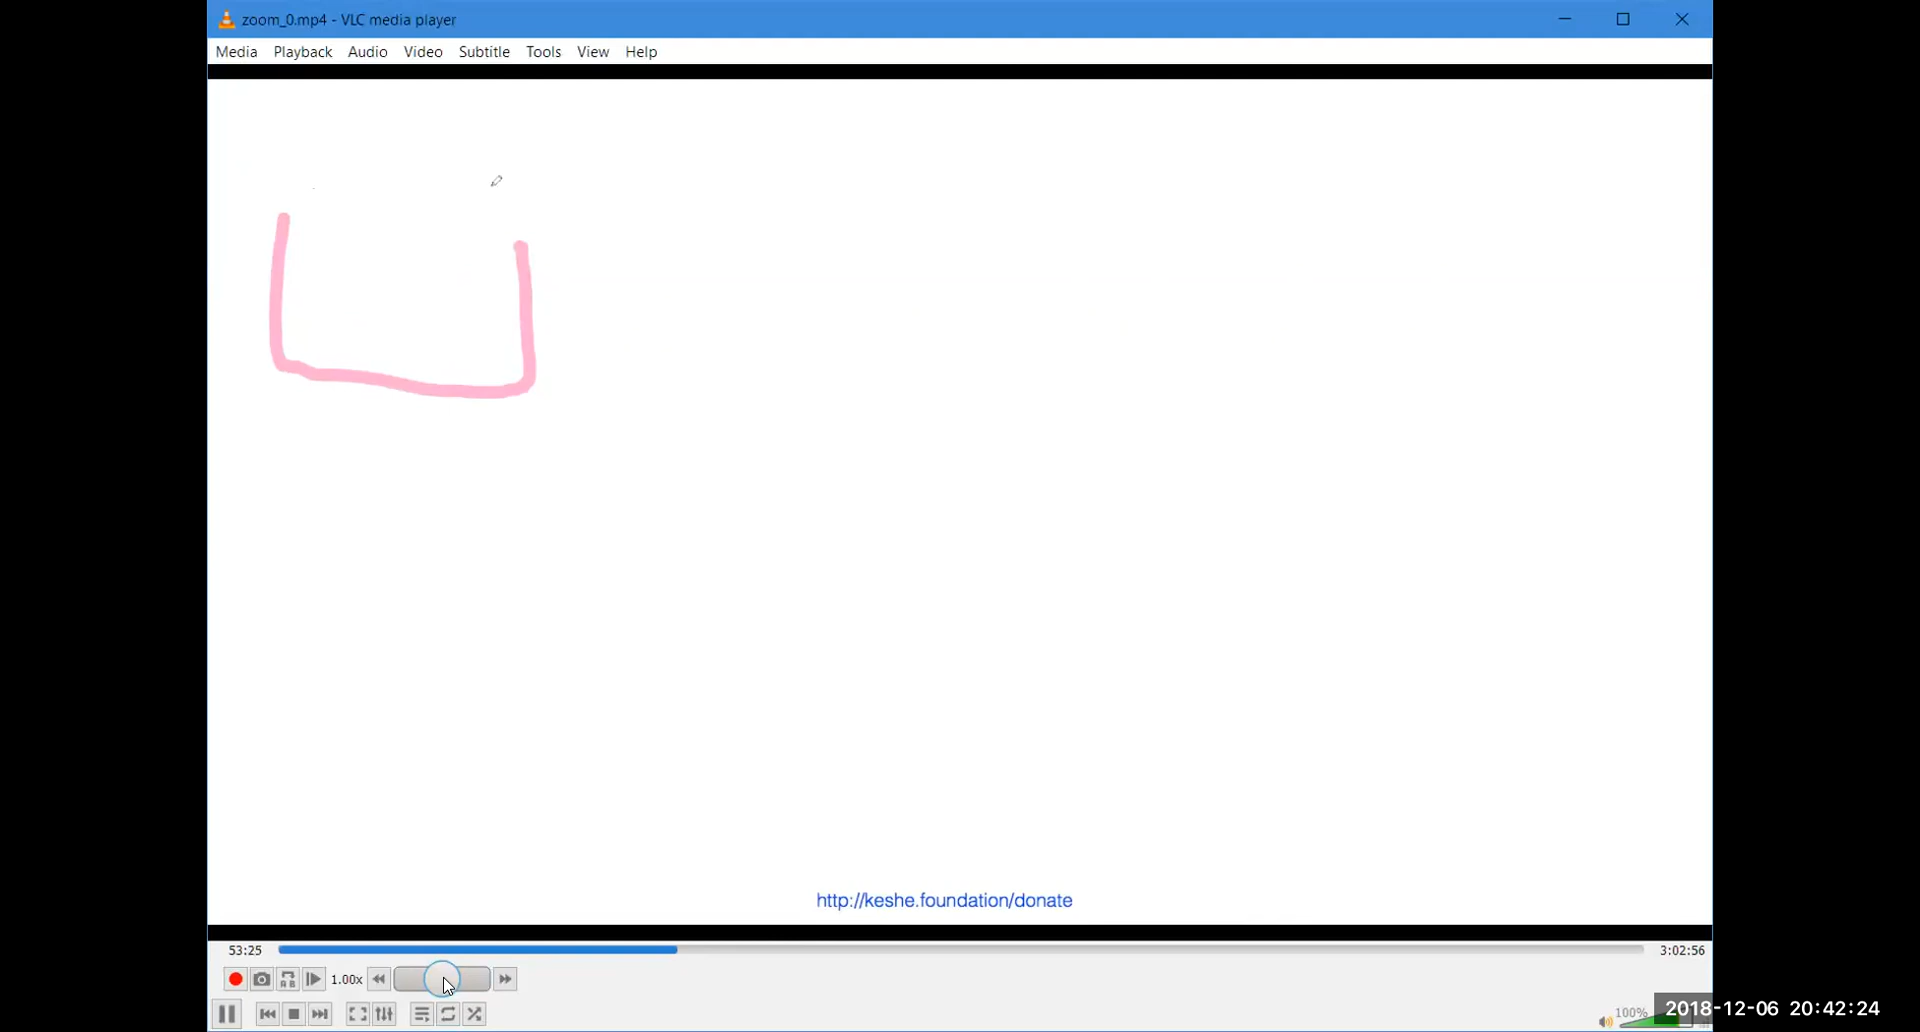 zoom_0.mp4 - VLC media player
Media Playback Audio Video Subtitle Tools View Help
http://keshe.foundation/donate
53:25 3:02:56
1.00x
100%
2018-12-06 20:42:24